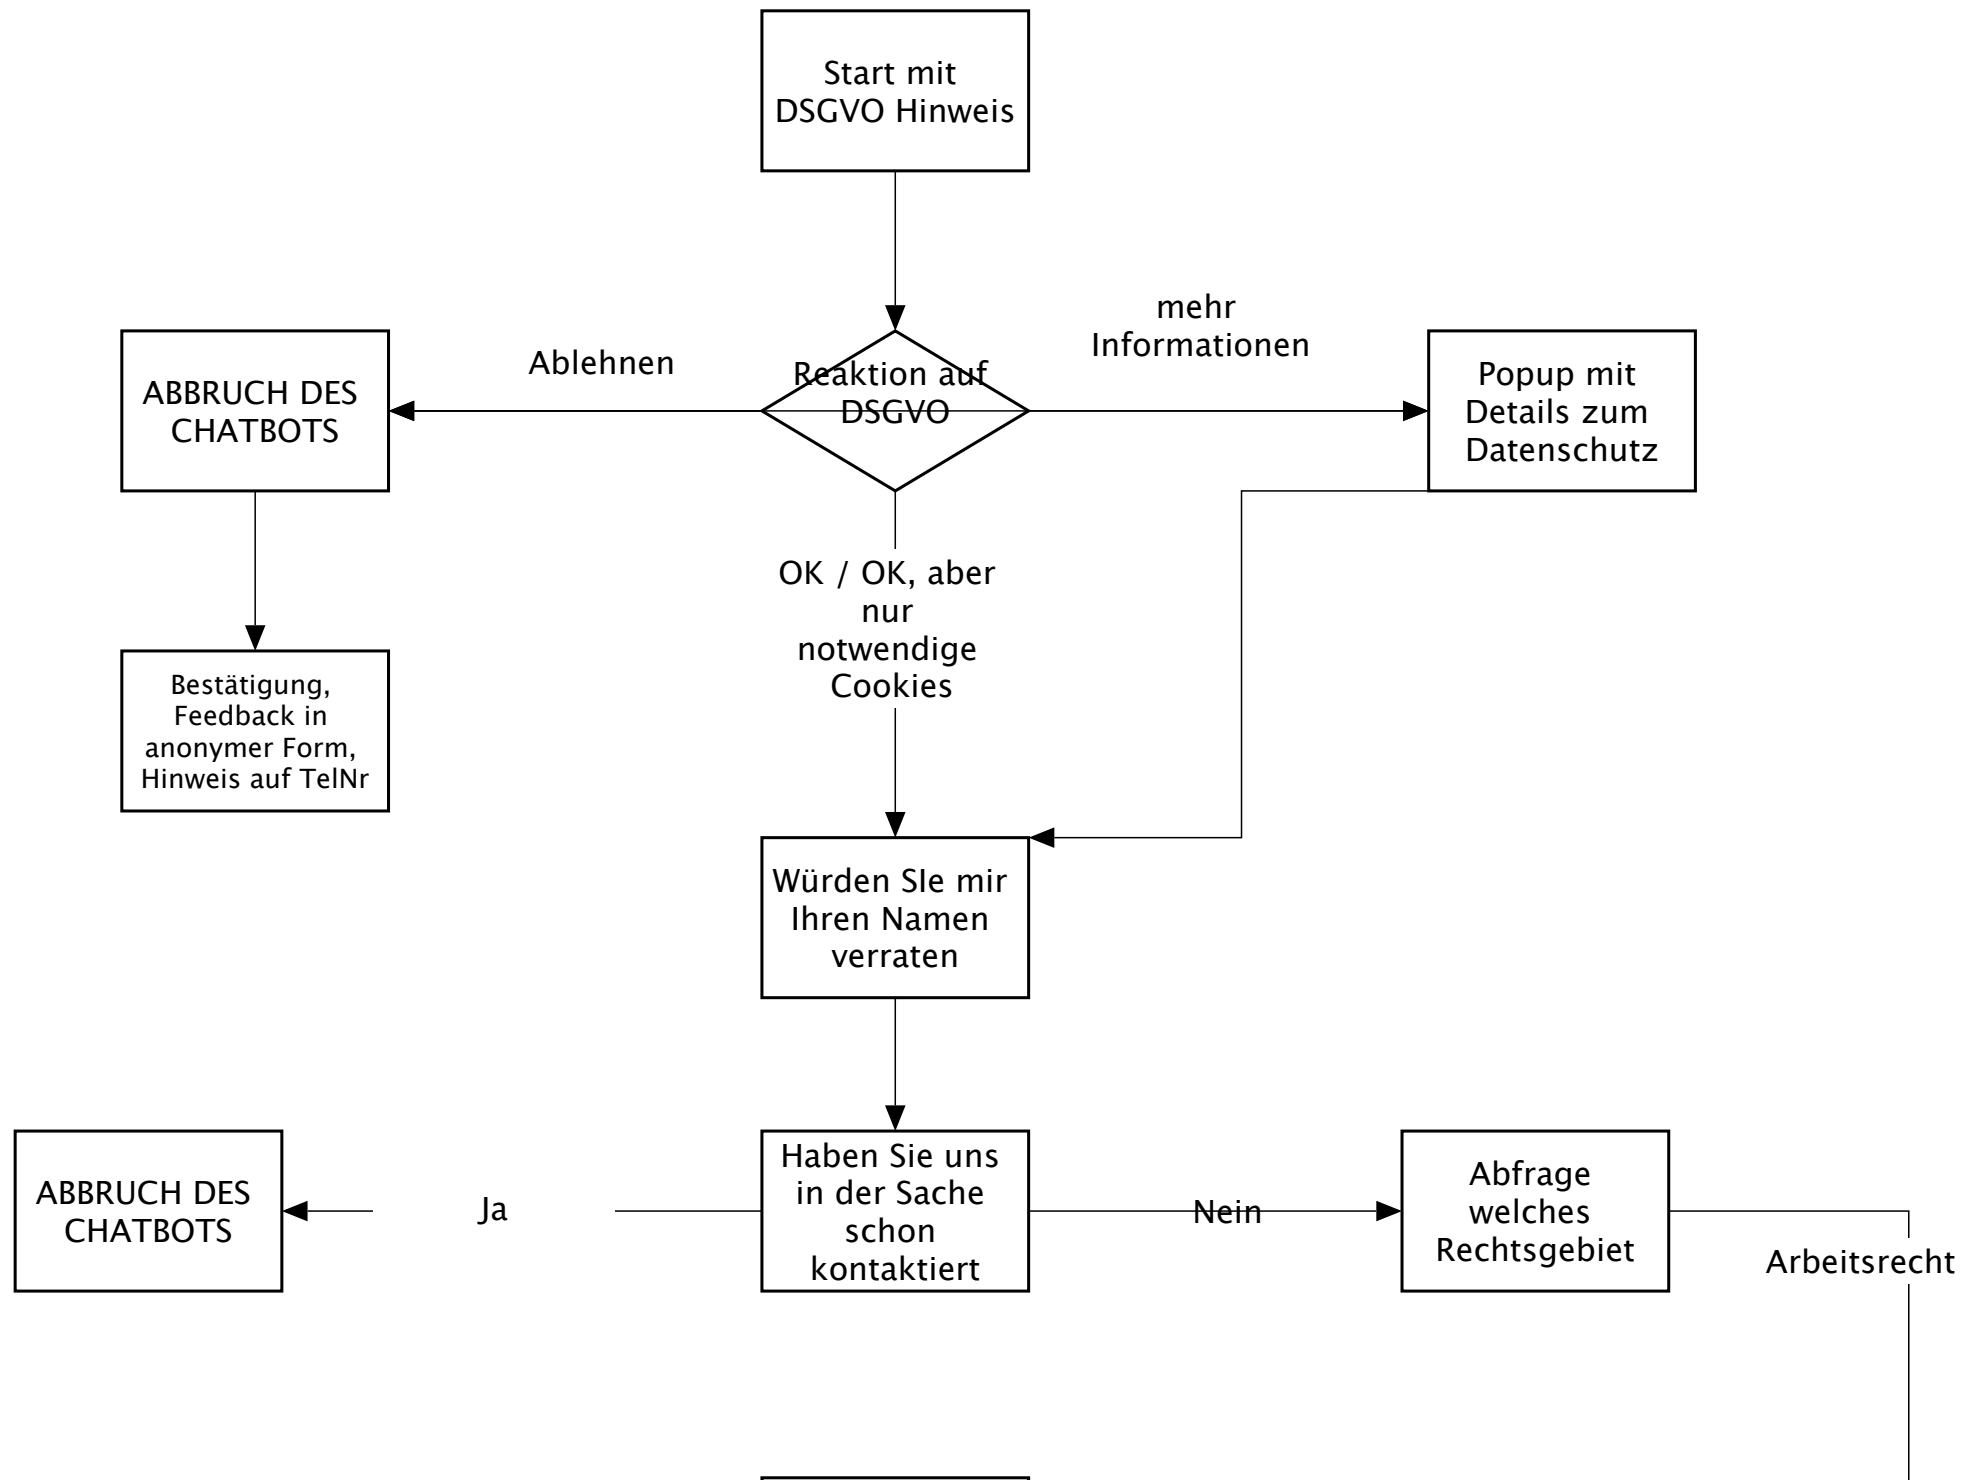 Start mit
DSGVO Hinweis
mehr
Informationen
Ablehnen
Reaktion auf
DSGVO
ABBRUCH DES
CHATBOTS
Popup mit
Details zum
Datenschutz
OK / OK, aber
nur
notwendige
Cookies
Bestätigung,
Feedback in
anonymer Form,
Hinweis auf TelNr
Würden SIe mir
Ihren Namen
verraten
ABBRUCH DES
CHATBOTS
Ja
Haben Sie uns
in der Sache
schon
kontaktiert
Nein
Abfrage
welches
Rechtsgebiet
Arbeitsrecht